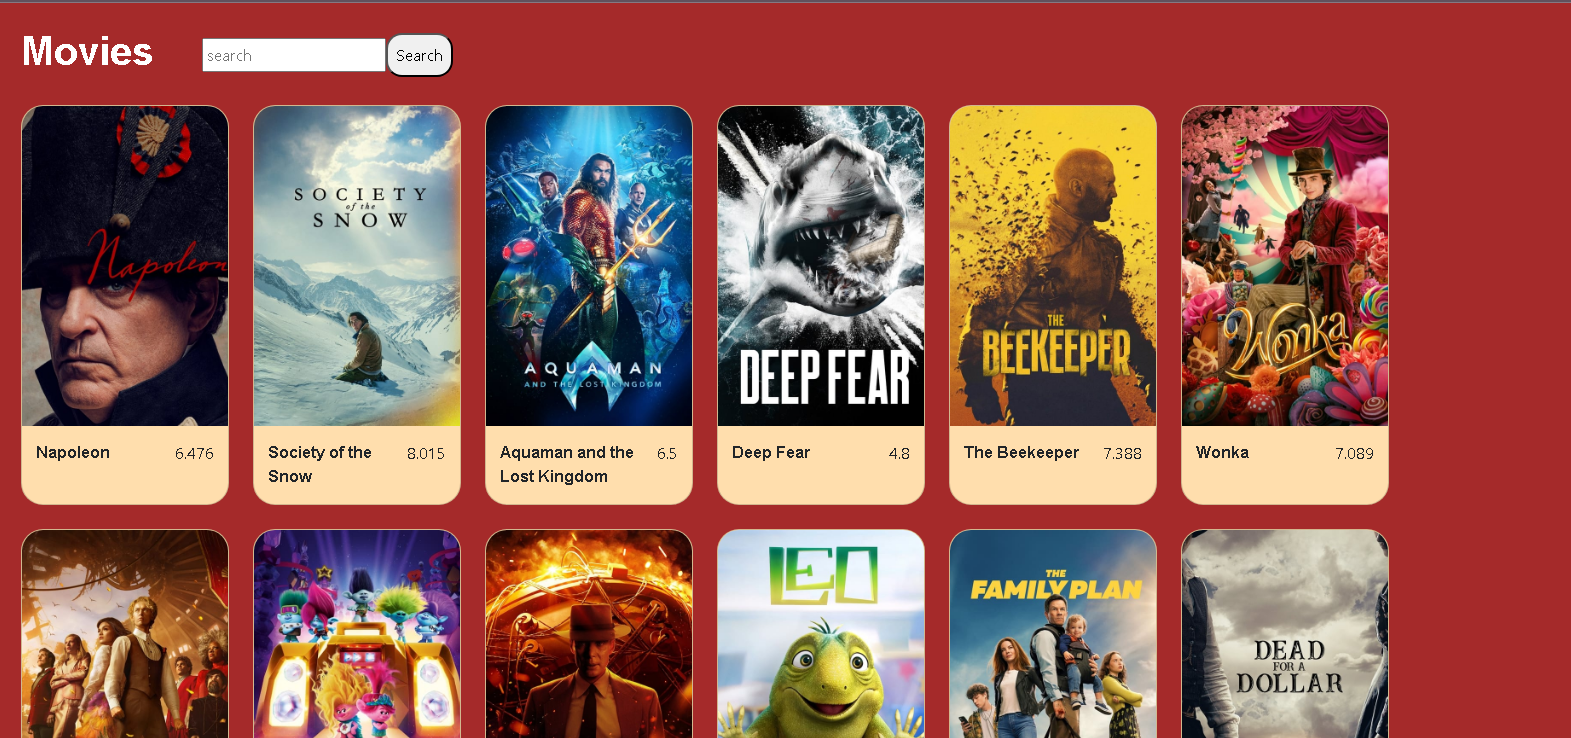 Movies
search
Search
Napoleon
SOCIETY
of the
SNOW
AQUAMAN
AND THE LOST KINGDOM
DEEP FEAR
THE
BEEKEEPER
Wonka
Napoleon 6.476
Society of the 8.015
Snow
Aquaman and the 6.5
Lost Kingdom
Deep Fear 4.8
The Beekeeper 7.388
Wonka 7.089
LEO
THE
FAMILY PLAN
DEAD
FOR A
DOLLAR